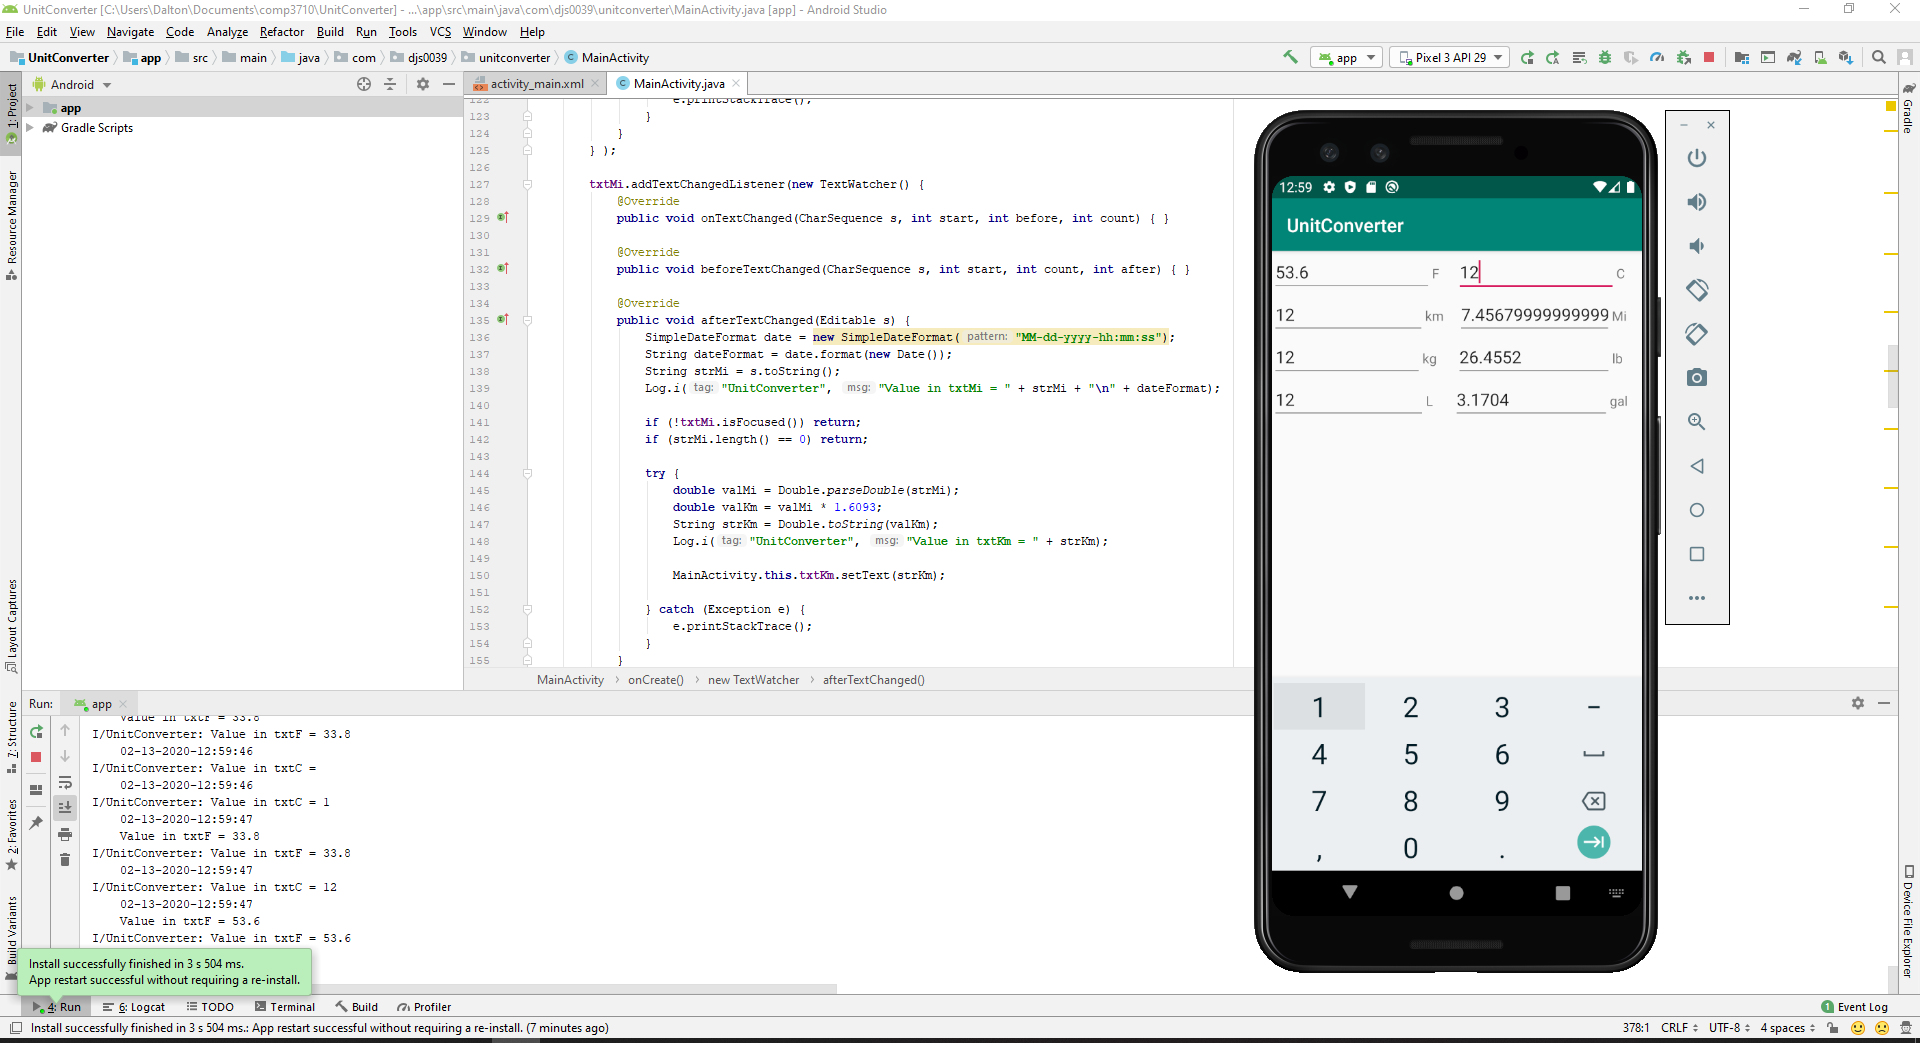 UnitConverter [C:\Users\Dalton\Documents\comp3710\UnitConverter] - ...\app\src\main\java\com\djs0039\unitconverter\MainActivity.java [app] - Android Studio
File Edit View Navigate Code Analyze Refactor Build Run Tools VCS Window Help
UnitConverter app src main java com djs0039 unitconverter MainActivity
app Pixel 3 API 29
Android
activity_main.xml
MainActivity.java
app
Gradle Scripts
1: Project
Resource Manager
Layout Captures
7: Structure
2: Favorites
Build Variants
122 e.printStackTrace();
123 }
124 }
125 } );
126
127 txtMi.addTextChangedListener(new TextWatcher() {
128 @Override
129 public void onTextChanged(CharSequence s, int start, int before, int count) { }
130
131 @Override
132 public void beforeTextChanged(CharSequence s, int start, int count, int after) { }
133
134 @Override
135 public void afterTextChanged(Editable s) {
136 SimpleDateFormat date = new SimpleDateFormat( pattern: "MM-dd-yyyy-hh:mm:ss");
137 String dateFormat = date.format(new Date());
138 String strMi = s.toString();
139 Log.i( tag: "UnitConverter", msg: "Value in txtMi = " + strMi + "\n" + dateFormat);
140
141 if (!txtMi.isFocused()) return;
142 if (strMi.length() == 0) return;
143
144 try {
145 double valMi = Double.parseDouble(strMi);
146 double valKm = valMi * 1.6093;
147 String strKm = Double.toString(valKm);
148 Log.i( tag: "UnitConverter", msg: "Value in txtKm = " + strKm);
149
150 MainActivity.this.txtKm.setText(strKm);
151
152 } catch (Exception e) {
153 e.printStackTrace();
154 }
155 }
MainActivity › onCreate() › new TextWatcher › afterTextChanged()
12:59
UnitConverter
53.6 F 12 C
12 km 7.45679999999999 Mi
12 kg 26.4552 lb
12 L 3.1704 gal
1 2 3 -
4 5 6
7 8 9
, 0 .
Gradle
Device File Explorer
Run: app
Value in txtF = 33.8
I/UnitConverter: Value in txtF = 33.8
02-13-2020-12:59:46
I/UnitConverter: Value in txtC =
02-13-2020-12:59:46
I/UnitConverter: Value in txtC = 1
02-13-2020-12:59:47
Value in txtF = 33.8
I/UnitConverter: Value in txtF = 33.8
02-13-2020-12:59:47
I/UnitConverter: Value in txtC = 12
02-13-2020-12:59:47
Value in txtF = 53.6
I/UnitConverter: Value in txtF = 53.6
Install successfully finished in 3 s 504 ms.
App restart successful without requiring a re-install.
4: Run 6: Logcat TODO Terminal Build Profiler 1 Event Log
Install successfully finished in 3 s 504 ms.: App restart successful without requiring a re-install. (7 minutes ago) 378:1 CRLF UTF-8 4 spaces